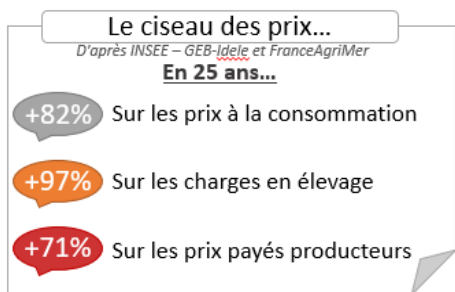 Le ciseau des prix...
D'après INSEE – GEB-Idele et FranceAgriMer
En 25 ans...
+82% Sur les prix à la consommation
+97% Sur les charges en élevage
+71% Sur les prix payés producteurs